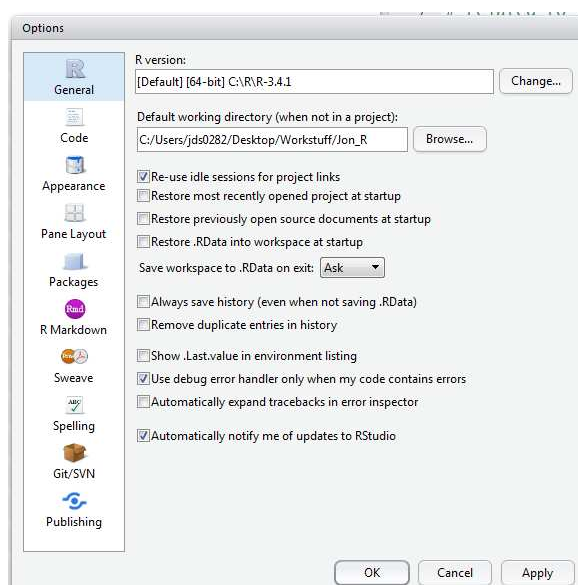 Options
R version:
[Default] [64-bit] C:\R\R-3.4.1
Change...
Default working directory (when not in a project):
C:/Users/jds0282/Desktop/Workstuff/Jon_R
Browse...
Re-use idle sessions for project links
Restore most recently opened project at startup
Restore previously open source documents at startup
Restore .RData into workspace at startup
Save workspace to .RData on exit: Ask
Always save history (even when not saving .RData)
Remove duplicate entries in history
Show .Last.value in environment listing
Use debug error handler only when my code contains errors
Automatically expand tracebacks in error inspector
Automatically notify me of updates to RStudio
R
General
Code
Appearance
Pane Layout
Packages
Rmd
R Markdown
Sweave
ABC
Spelling
Git/SVN
Publishing
OK
Cancel
Apply